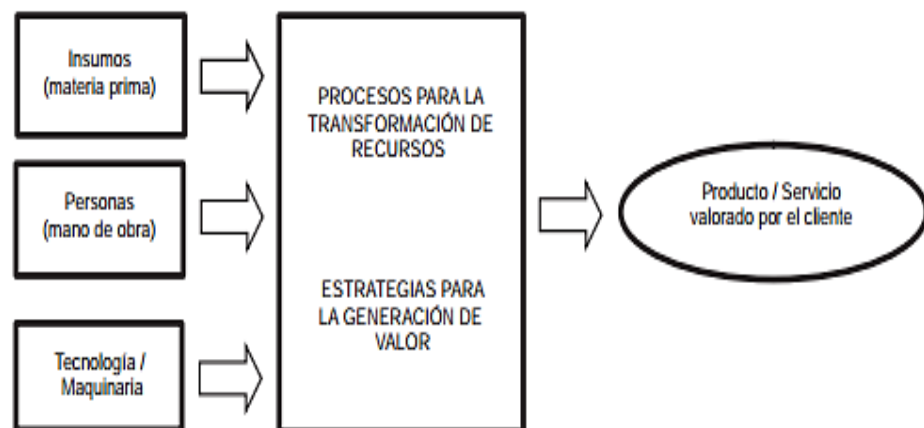 Insumos
(materia prima)
Personas
(mano de obra)
Tecnología /
Maquinaria
PROCESOS PARA LA
TRANSFORMACIÓN DE
RECURSOS
ESTRATEGIAS PARA
LA GENERACIÓN DE
VALOR
Producto / Servicio
valorado por el cliente